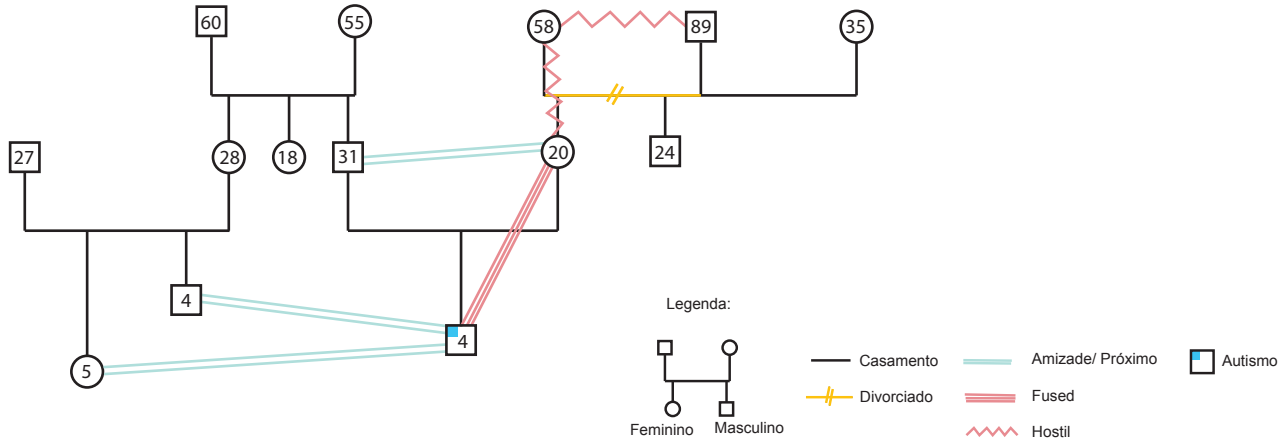 60
55
58
89
35
27
28
18
31
20
24
4
5
4
Legenda:
Casamento
Amizade/ Próximo
Autismo
Divorciado
Fused
Feminino
Masculino
Hostil